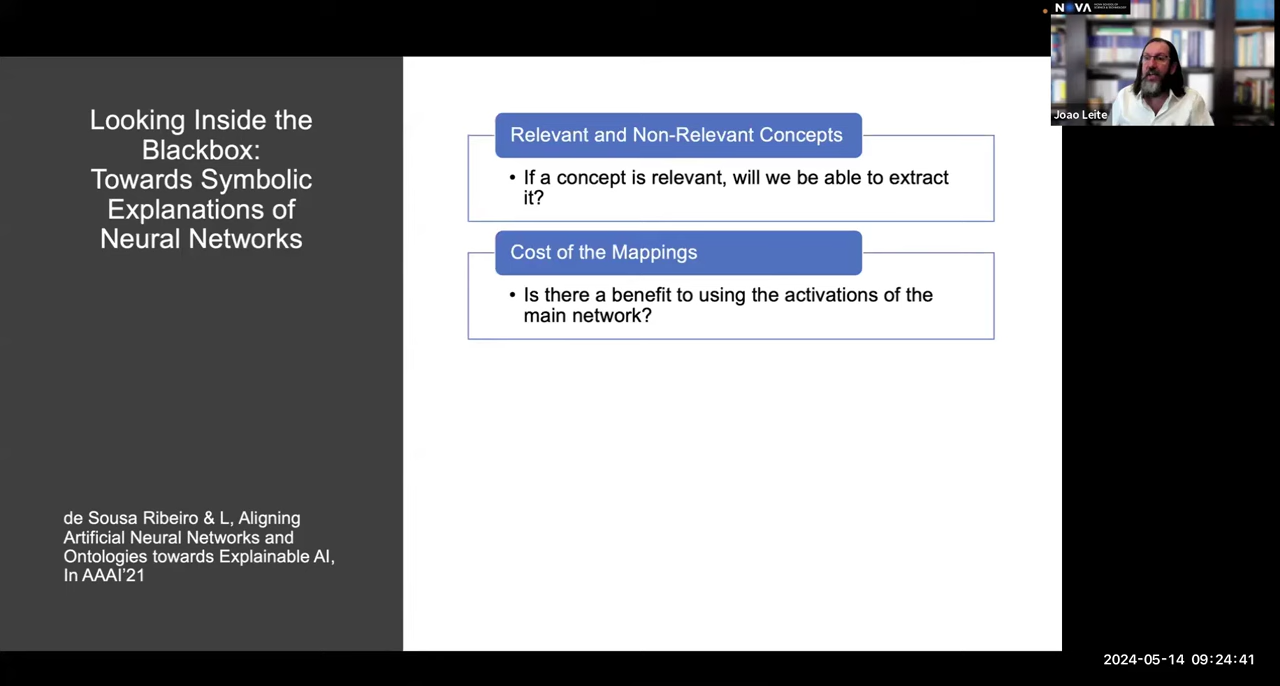 NOVA
Joao Leite
Looking Inside the
Blackbox:
Towards Symbolic
Explanations of
Neural Networks
Relevant and Non-Relevant Concepts
• If a concept is relevant, will we be able to extract
it?
Cost of the Mappings
• Is there a benefit to using the activations of the
main network?
de Sousa Ribeiro & L, Aligning
Artificial Neural Networks and
Ontologies towards Explainable AI,
In AAAI’21
2024-05-14 09:24:41